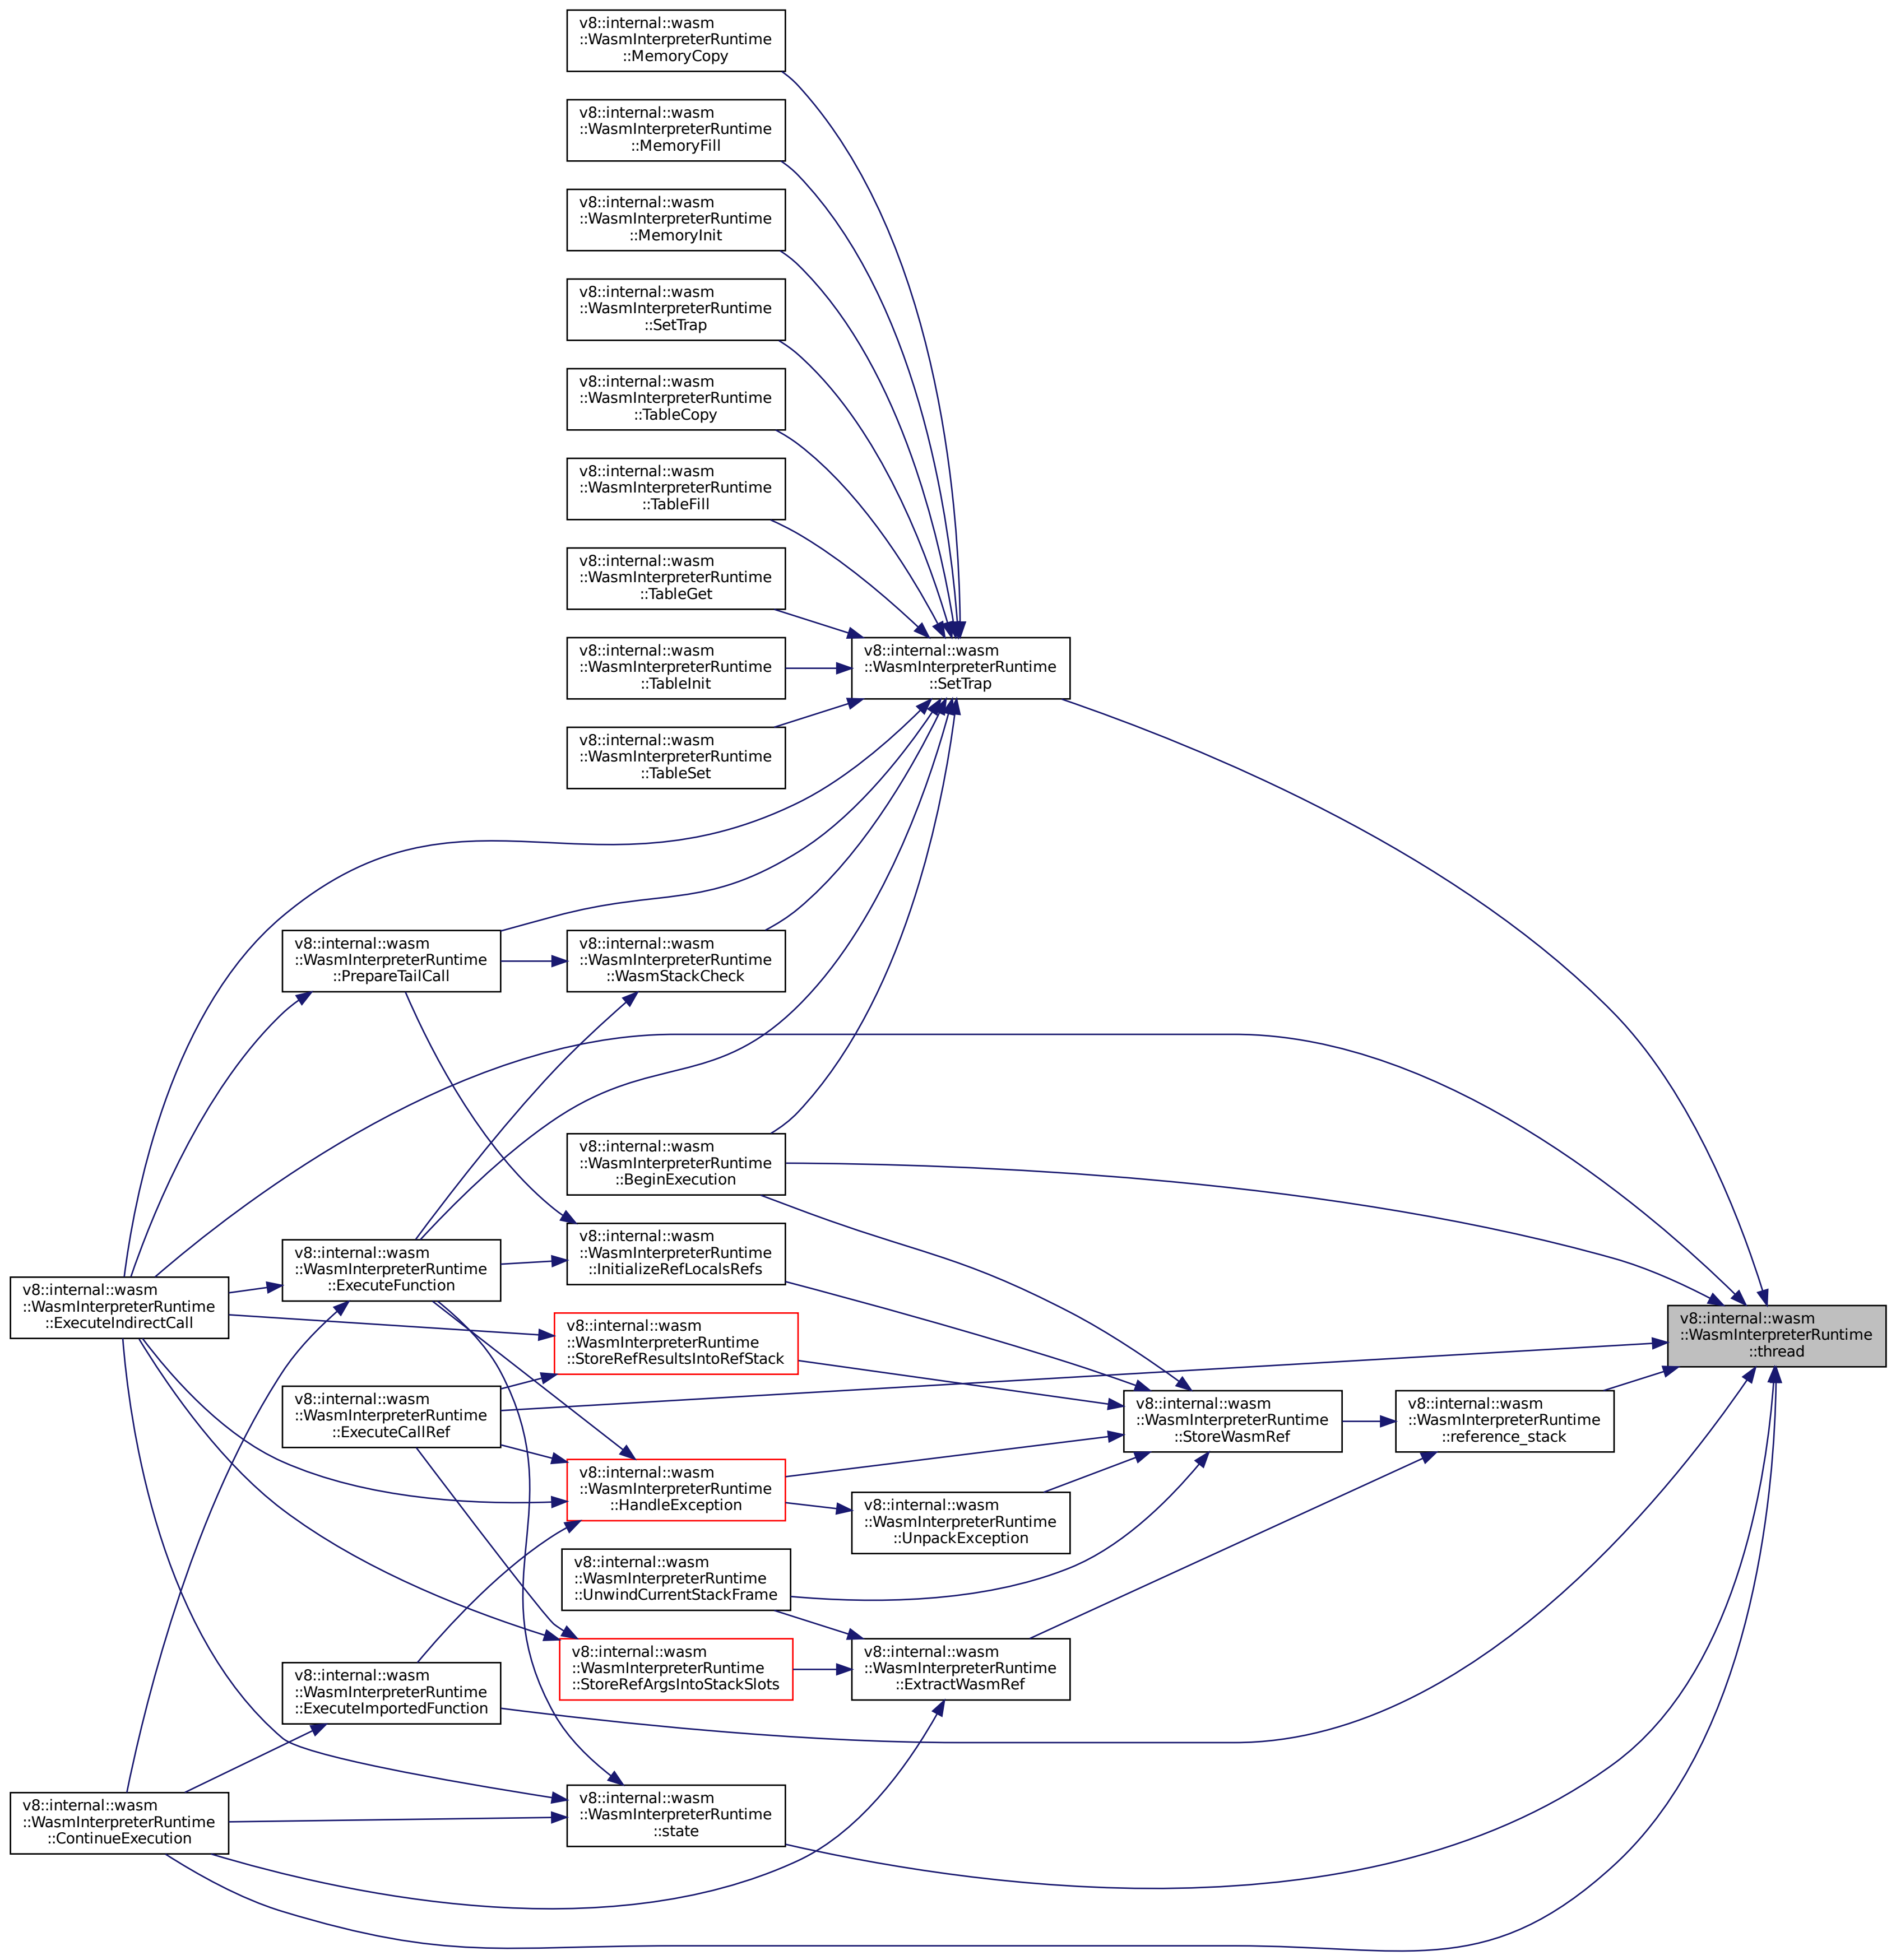 v8::internal::wasm
::WasmInterpreterRuntime
::MemoryCopy
v8::internal::wasm
::WasmInterpreterRuntime
::MemoryFill
v8::internal::wasm
::WasmInterpreterRuntime
::MemoryInit
v8::internal::wasm
::WasmInterpreterRuntime
::SetTrap
v8::internal::wasm
::WasmInterpreterRuntime
::TableCopy
v8::internal::wasm
::WasmInterpreterRuntime
::TableFill
v8::internal::wasm
::WasmInterpreterRuntime
::TableGet
v8::internal::wasm
::WasmInterpreterRuntime
::TableInit
v8::internal::wasm
::WasmInterpreterRuntime
::SetTrap
v8::internal::wasm
::WasmInterpreterRuntime
::TableSet
v8::internal::wasm
::WasmInterpreterRuntime
::PrepareTailCall
v8::internal::wasm
::WasmInterpreterRuntime
::WasmStackCheck
v8::internal::wasm
::WasmInterpreterRuntime
::BeginExecution
v8::internal::wasm
::WasmInterpreterRuntime
::InitializeRefLocalsRefs
v8::internal::wasm
::WasmInterpreterRuntime
::ExecuteFunction
v8::internal::wasm
::WasmInterpreterRuntime
::ExecuteIndirectCall
v8::internal::wasm
::WasmInterpreterRuntime
::StoreRefResultsIntoRefStack
v8::internal::wasm
::WasmInterpreterRuntime
::thread
v8::internal::wasm
::WasmInterpreterRuntime
::ExecuteCallRef
v8::internal::wasm
::WasmInterpreterRuntime
::StoreWasmRef
v8::internal::wasm
::WasmInterpreterRuntime
::reference_stack
v8::internal::wasm
::WasmInterpreterRuntime
::HandleException
v8::internal::wasm
::WasmInterpreterRuntime
::UnpackException
v8::internal::wasm
::WasmInterpreterRuntime
::UnwindCurrentStackFrame
v8::internal::wasm
::WasmInterpreterRuntime
::StoreRefArgsIntoStackSlots
v8::internal::wasm
::WasmInterpreterRuntime
::ExtractWasmRef
v8::internal::wasm
::WasmInterpreterRuntime
::ExecuteImportedFunction
v8::internal::wasm
::WasmInterpreterRuntime
::state
v8::internal::wasm
::WasmInterpreterRuntime
::ContinueExecution